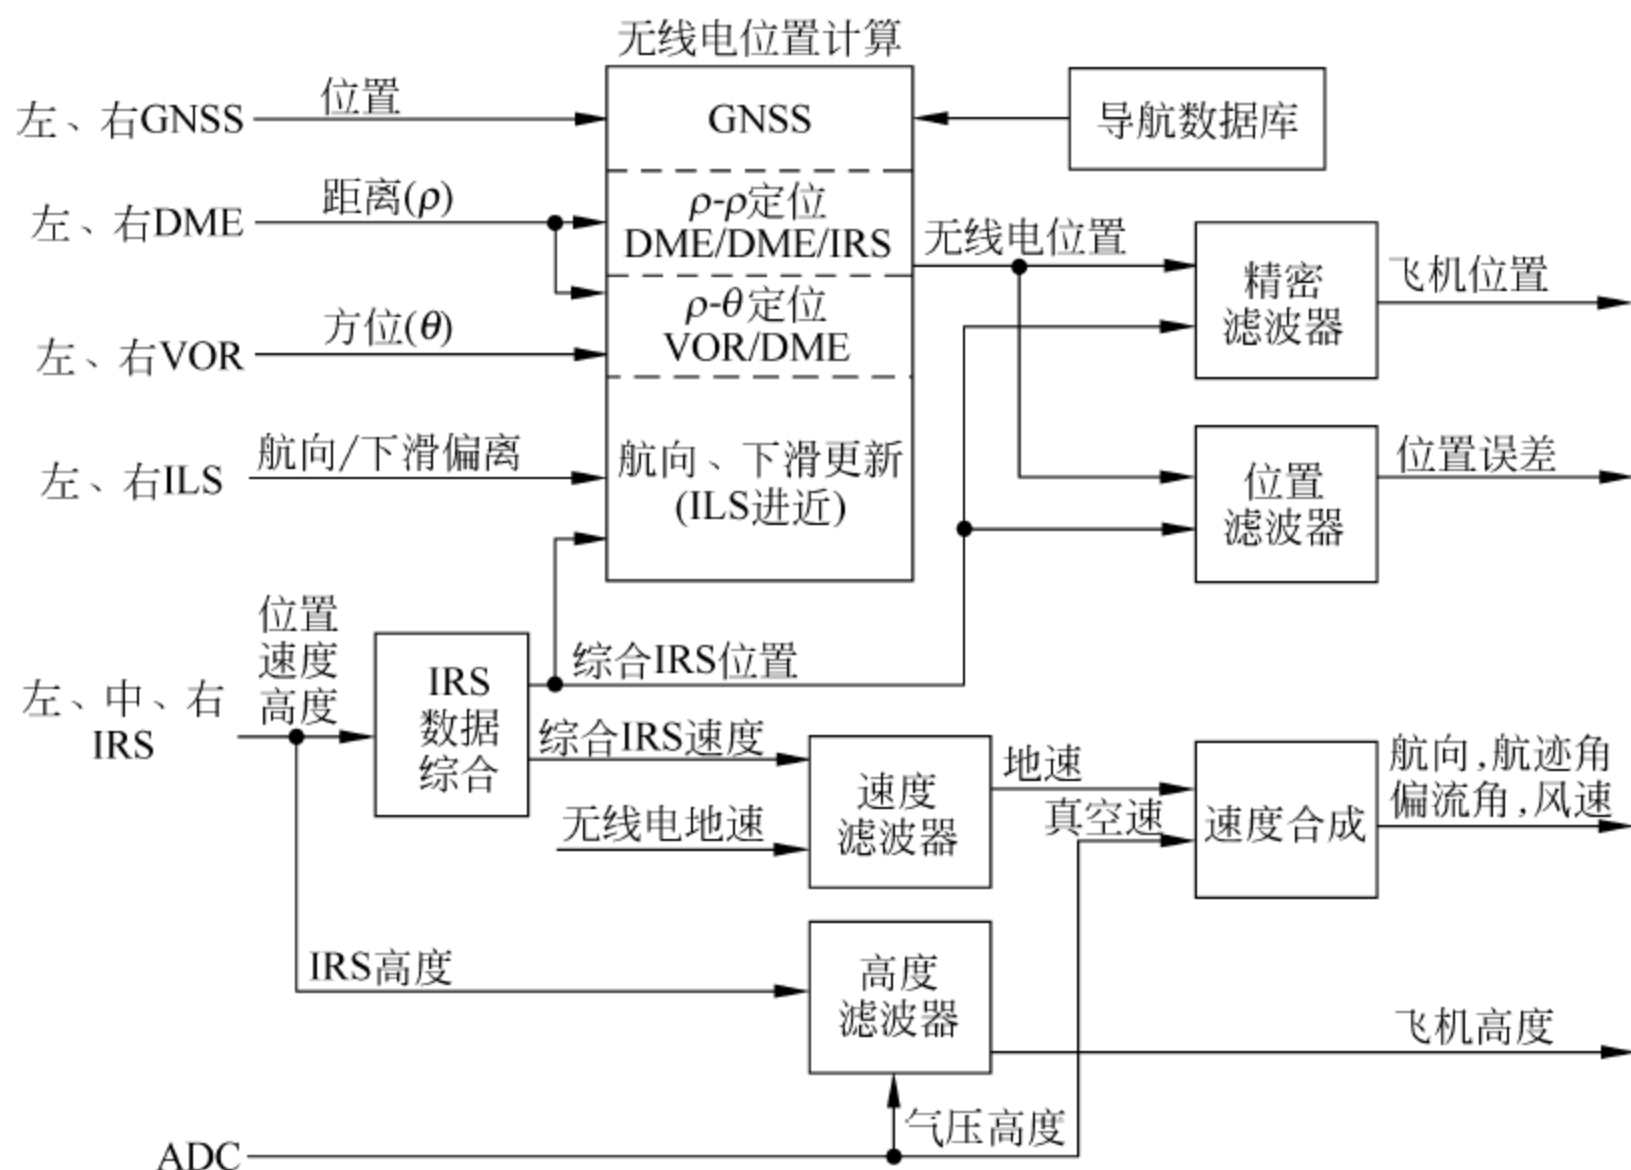 无线电位置计算
左、右GNSS
位置
GNSS
导航数据库
左、右DME
距离(ρ)
ρ-ρ定位
DME/DME/IRS
无线电位置
精密
滤波器
飞机位置
左、右VOR
方位(θ)
ρ-θ定位
VOR/DME
左、右ILS
航向/下滑偏离
航向、下滑更新
(ILS进近)
位置
滤波器
位置误差
左、中、右
IRS
位置
速度
高度
IRS
数据
综合
综合IRS位置
综合IRS速度
无线电地速
速度
滤波器
地速
真空速
速度合成
航向,航迹角
偏流角,风速
IRS高度
高度
滤波器
飞机高度
气压高度
ADC